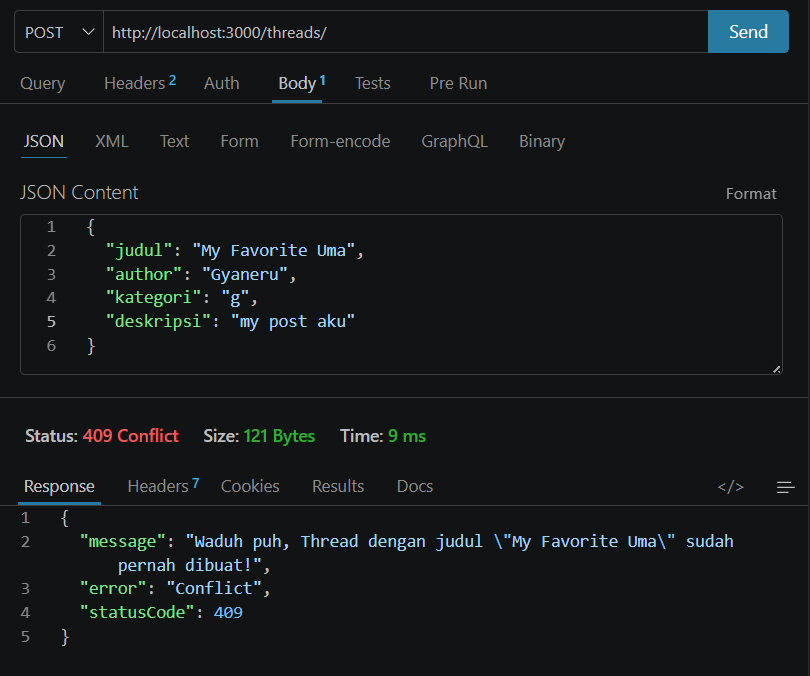 POST http://localhost:3000/threads/ Send
Query Headers 2 Auth Body 1 Tests Pre Run
JSON XML Text Form Form-encode GraphQL Binary
JSON Content Format
1 {
2 "judul": "My Favorite Uma",
3 "author": "Gyaneru",
4 "kategori": "g",
5 "deskripsi": "my post aku"
6 }
Status: 409 Conflict Size: 121 Bytes Time: 9 ms
Response Headers 7 Cookies Results Docs </>
1 {
2 "message": "Waduh puh, Thread dengan judul \"My Favorite Uma\" sudah
pernah dibuat!",
3 "error": "Conflict",
4 "statusCode": 409
5 }